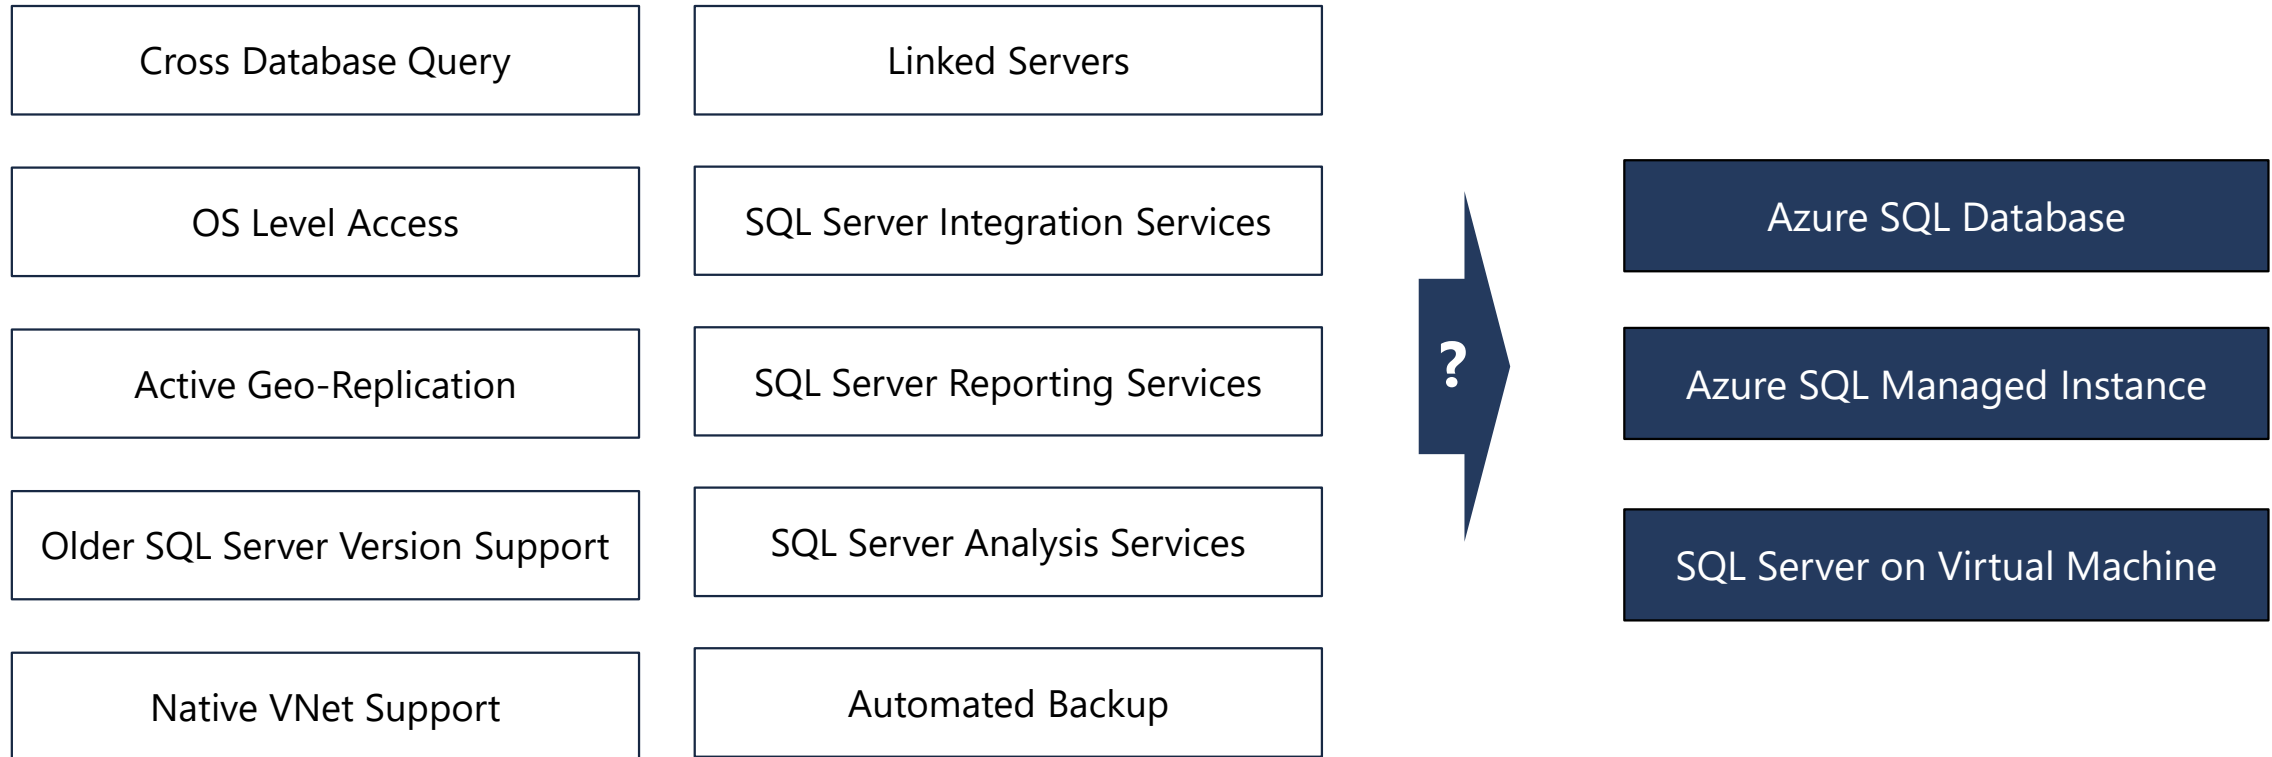 Cross Database Query
OS Level Access
Active Geo-Replication
Older SQL Server Version Support
Native VNet Support
Linked Servers
SQL Server Integration Services
SQL Server Reporting Services
SQL Server Analysis Services
Automated Backup
?
Azure SQL Database
Azure SQL Managed Instance
SQL Server on Virtual Machine